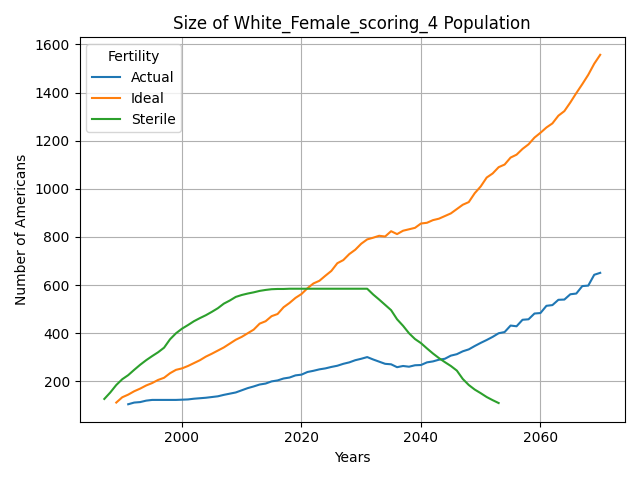 Size of White_Female_scoring_4 Population
Number of Americans
1600
1400
1200
1000
800
600
400
200
Fertility
Actual
Ideal
Sterile
2000
2020
2040
2060
Years